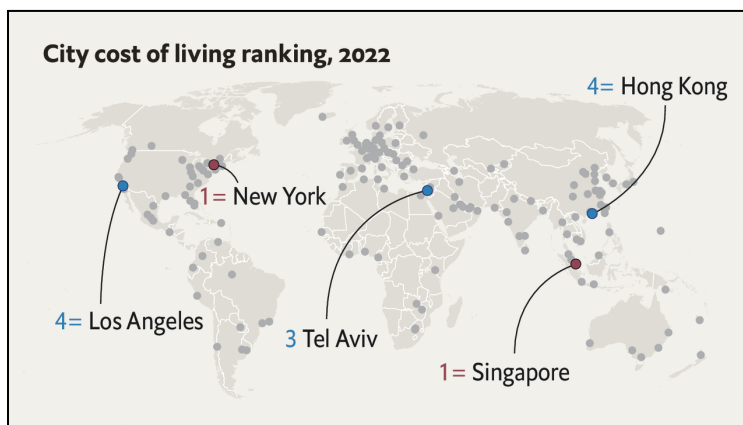 City cost of living ranking, 2022
4= Hong Kong
1= New York
4= Los Angeles
3 Tel Aviv
1= Singapore